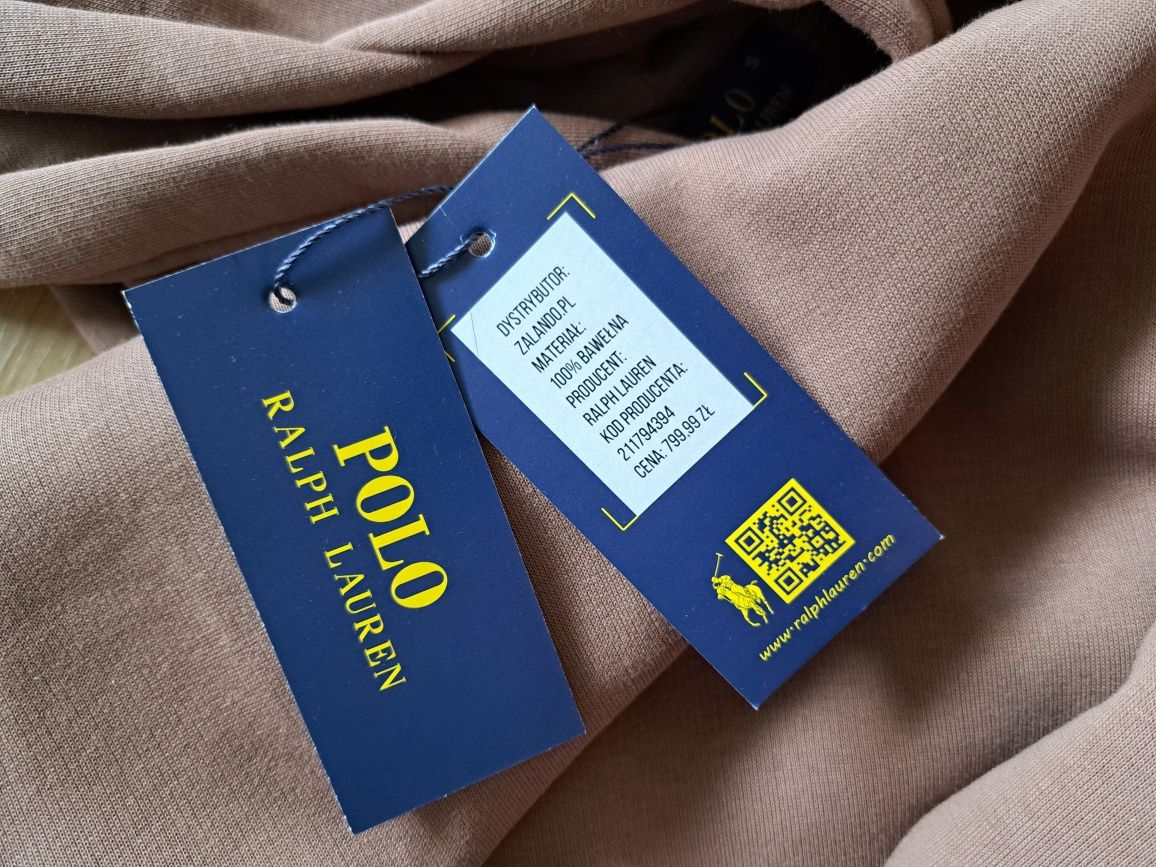 POLO
RALPH LAUREN
DYSTRYBUTOR:
ZALANDO.PL
MATERIAŁ:
100% BAWEŁNA
PRODUCENT:
RALPH LAUREN
KOD PRODUCENTA:
211794394
CENA: 799.99 ZŁ
www.ralphlauren.com
S